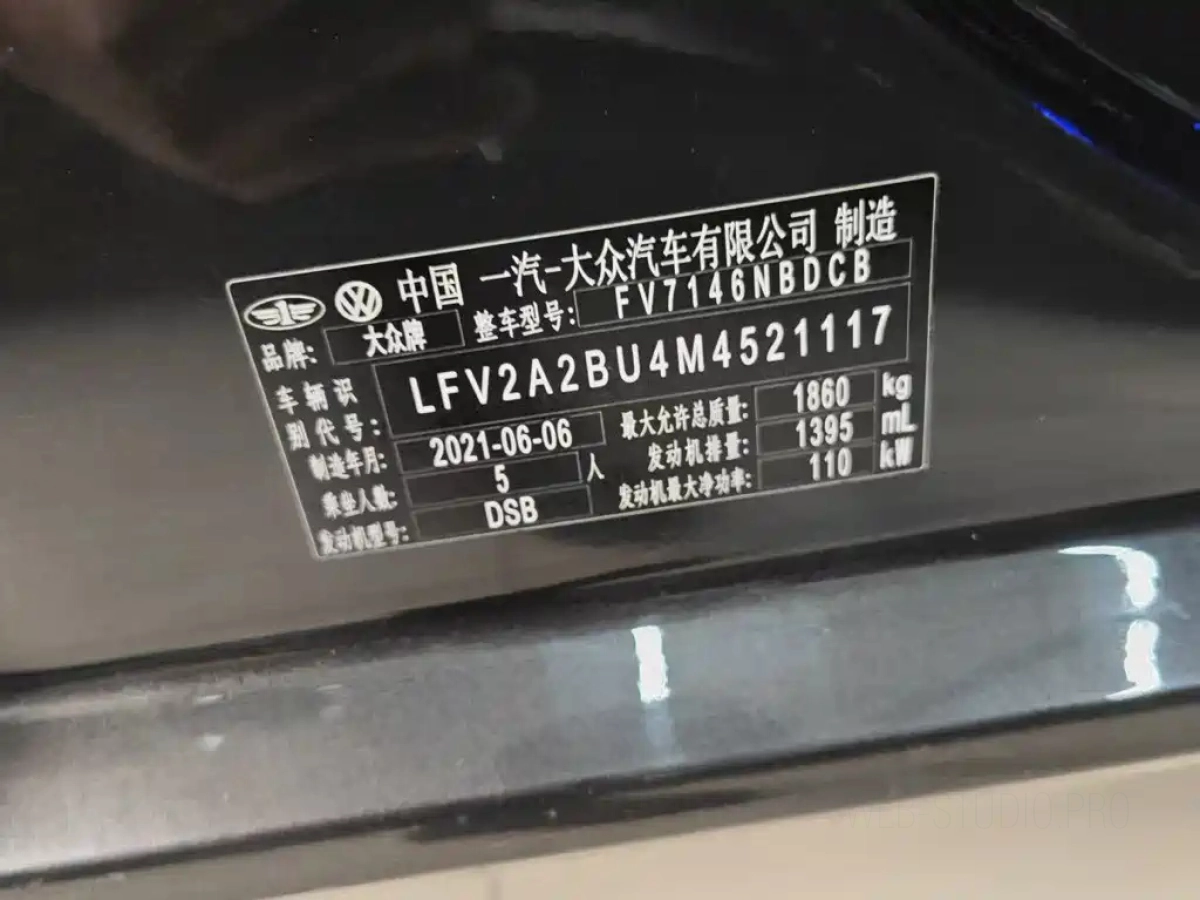 中国 一汽-大众汽车有限公司 制造
品牌: 大众牌 整车型号: FV7146NBDCB
车辆识别代号: LFV2A2BU4M4521117
制造年月: 2021-06-06 最大允许总质量: 1860 kg
乘坐人数: 5 人 发动机排量: 1395 mL
发动机型号: DSB 发动机最大净功率: 110 kW
WEB-STUDIO.PRO